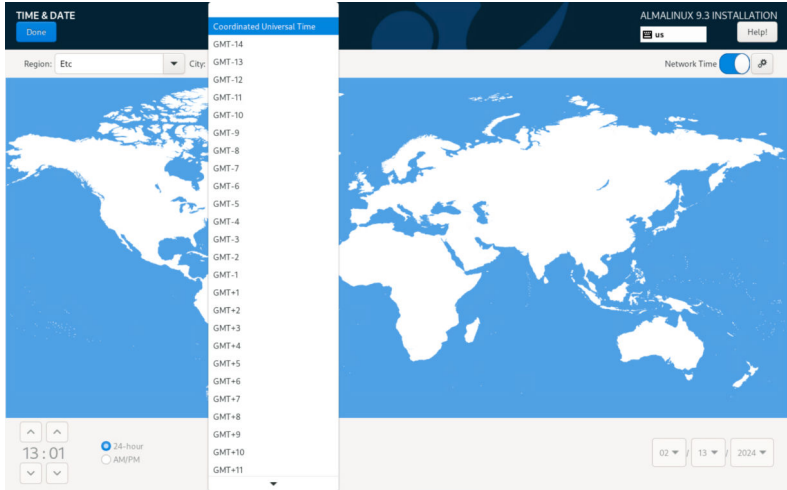 TIME & DATE
Done
ALMALINUX 9.3 INSTALLATION
us
Help!
Region:
Etc
City:
Network Time
Coordinated Universal Time
GMT-14
GMT-13
GMT-12
GMT-11
GMT-10
GMT-9
GMT-8
GMT-7
GMT-6
GMT-5
GMT-4
GMT-3
GMT-2
GMT-1
GMT+1
GMT+2
GMT+3
GMT+4
GMT+5
GMT+6
GMT+7
GMT+8
GMT+9
GMT+10
GMT+11
13:01
24-hour
AM/PM
02 / 13 / 2024